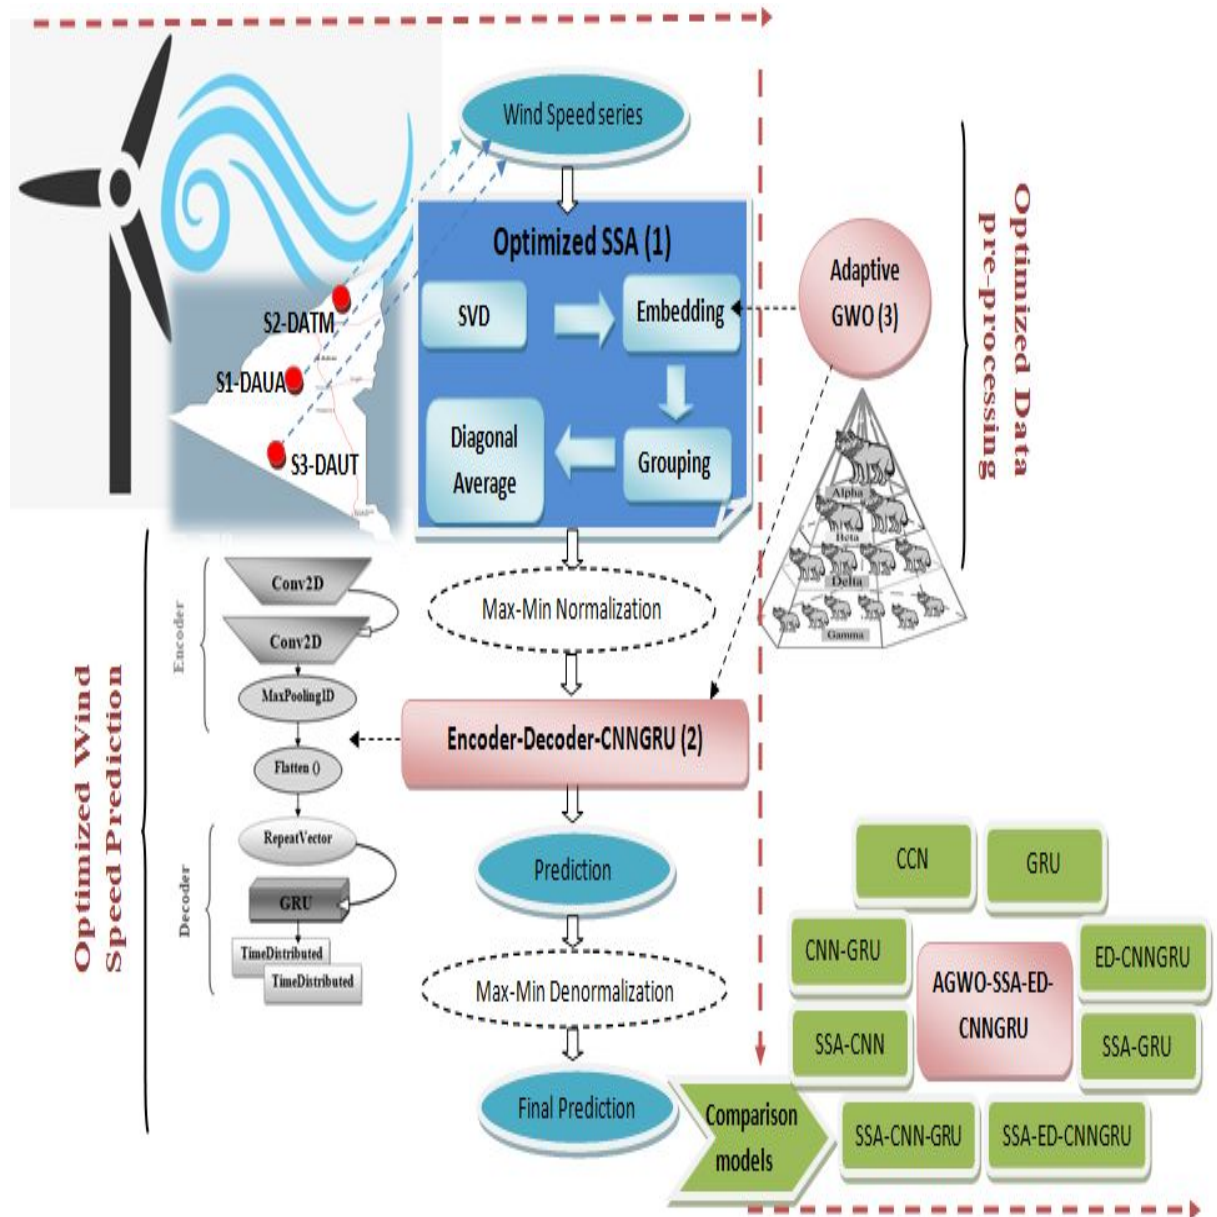 Wind Speed series
Optimized SSA (1)
SVD
Embedding
Diagonal
Average
Grouping
S2-DATM
S1-DAUA
S3-DAUT
Adaptive
GWO (3)
Alpha
Beta
Delta
Gamma
Optimized Data
pre-processing
Max-Min Normalization
Encoder-Decoder-CNNGRU (2)
Prediction
Max-Min Denormalization
Final Prediction
Optimized Wind
Speed Prediction
Encoder
Conv2D
Conv2D
MaxPooling1D
Flatten ()
Decoder
RepeatVector
GRU
TimeDistributed
TimeDistributed
Comparison
models
CCN
GRU
CNN-GRU
ED-CNNGRU
AGWO-SSA-ED-
CNNGRU
SSA-CNN
SSA-GRU
SSA-CNN-GRU
SSA-ED-CNNGRU